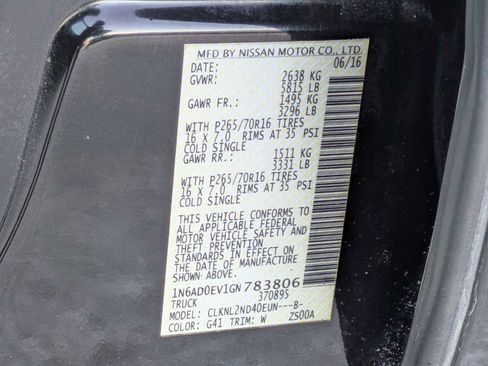 MFD BY NISSAN MOTOR CO., LTD.
DATE: 06/16
GVWR: 2638 KG
5815 LB
GAWR FR.: 1495 KG
3296 LB
WITH P265/70R16 TIRES
16 X 7.0 RIMS AT 35 PSI
COLD SINGLE
GAWR RR.: 1511 KG
3331 LB
WITH P265/70R16 TIRES
16 X 7.0 RIMS AT 35 PSI
COLD SINGLE
THIS VEHICLE CONFORMS TO
ALL APPLICABLE FEDERAL
MOTOR VEHICLE SAFETY AND
THEFT PREVENTION
STANDARDS IN EFFECT ON
THE DATE OF MANUFACTURE
SHOWN ABOVE.
1N6AD0EV1GN783806
TRUCK 370895
MODEL: CLKNL2ND40EUN---B-
COLOR: G41 TRIM: W ZS00A